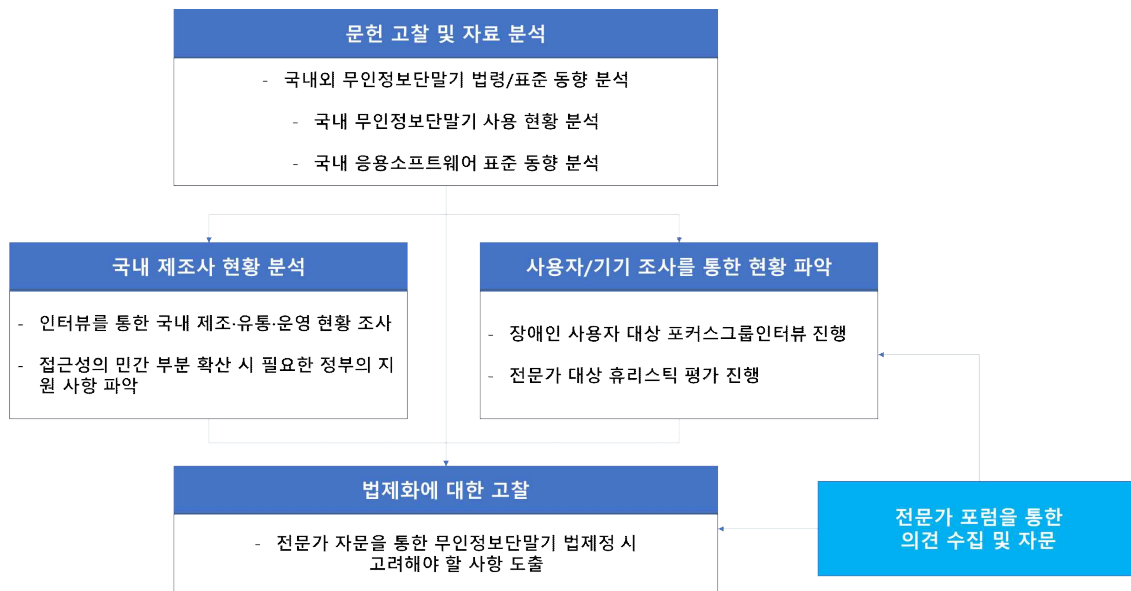 문헌 고찰 및 자료 분석
- 국내외 무인정보단말기 법령/표준 동향 분석
- 국내 무인정보단말기 사용 현황 분석
- 국내 응용소프트웨어 표준 동향 분석
국내 제조사 현황 분석
- 인터뷰를 통한 국내 제조·유통·운영 현황 조사
- 접근성의 민간 부분 확산 시 필요한 정부의 지
원 사항 파악
사용자/기기 조사를 통한 현황 파악
- 장애인 사용자 대상 포커스그룹인터뷰 진행
- 전문가 대상 휴리스틱 평가 진행
법제화에 대한 고찰
- 전문가 자문을 통한 무인정보단말기 법제정 시
고려해야 할 사항 도출
전문가 포럼을 통한
의견 수집 및 자문